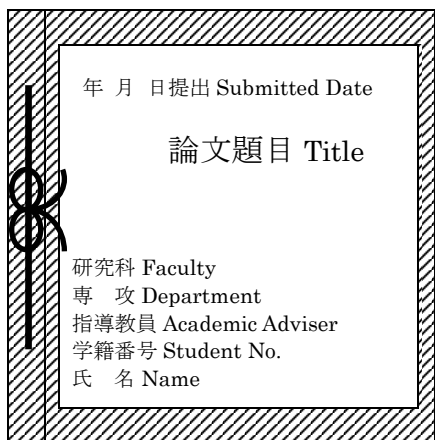 年 月 日提出 Submitted Date
論文題目 Title
研究科 Faculty
専 攻 Department
指導教員 Academic Adviser
学籍番号 Student No.
氏 名 Name